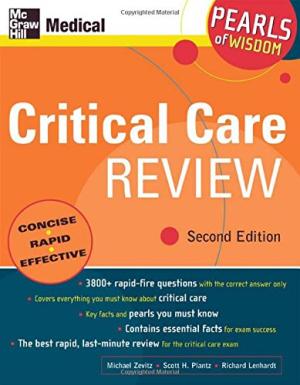 Mc
Graw
Hill
Medical
PEARLS
of WISDOM
Critical Care
REVIEW
CONCISE
• RAPID •
EFFECTIVE
Second Edition
• 3800+ rapid-fire questions with the correct answer only
• Covers everything you must know about critical care
• Key facts and pearls you must know
• Contains essential facts for exam success
• The best rapid, last-minute review for the critical care exam
Michael Zevitz • Scott H. Plantz • Richard Lenhardt